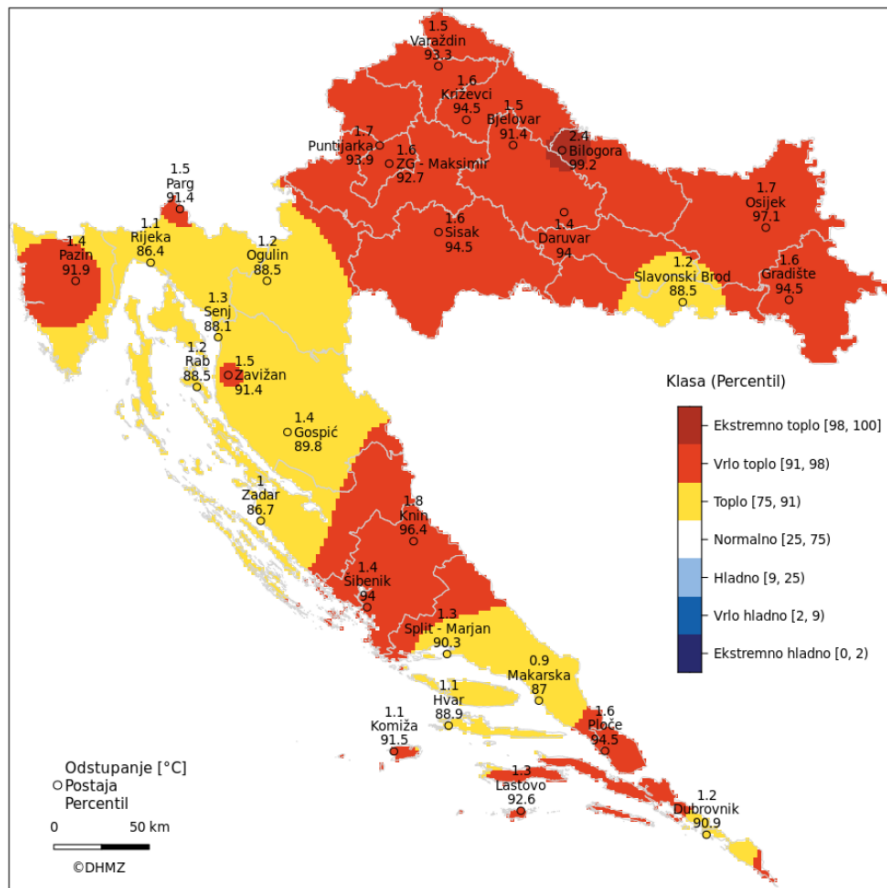 1.5
Varaždin
93.3
1.6
Križevci
94.5
1.5
Bjelovar
91.4
2.4
Bilogora
99.2
1.7
Puntijarka
93.9
1.6
ZG - Maksimir
92.7
1.5
Parg
91.4
1.7
Osijek
97.1
1.1
Rijeka
86.4
1.4
Pazin
91.9
1.2
Ogulin
88.5
1.6
Sisak
94.5
1.4
Daruvar
94
1.2
Slavonski Brod
88.5
1.6
Gradište
94.5
1.3
Senj
88.1
1.2
Rab
88.5
1.5
Zavižan
91.4
1.4
Gospić
89.8
1
Zadar
86.7
1.8
Knin
96.4
1.4
Šibenik
94
1.3
Split - Marjan
90.3
0.9
Makarska
87
1.1
Hvar
88.9
1.1
Komiža
91.5
1.6
Ploče
94.5
1.3
Lastovo
92.6
1.2
Dubrovnik
90.9
Klasa (Percentil)
Ekstremno toplo [98, 100]
Vrlo toplo [91, 98)
Toplo [75, 91)
Normalno [25, 75)
Hladno [9, 25)
Vrlo hladno [2, 9)
Ekstremno hladno [0, 2)
Odstupanje [°C]
Postaja
Percentil
0 50 km
©DHMZ